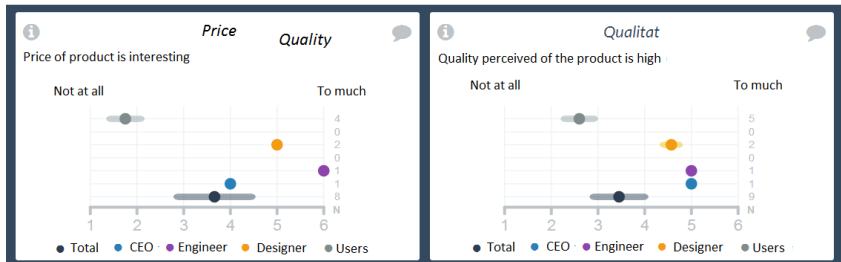 Price
Quality
Price of product is interesting
Not at all
To much
4
0
2
0
1
1
8
N
1 2 3 4 5 6
Total CEO Engineer Designer Users
Qualitat
Quality perceived of the product is high
Not at all
To much
5
0
2
0
1
1
9
N
1 2 3 4 5 6
Total CEO Engineer Designer Users